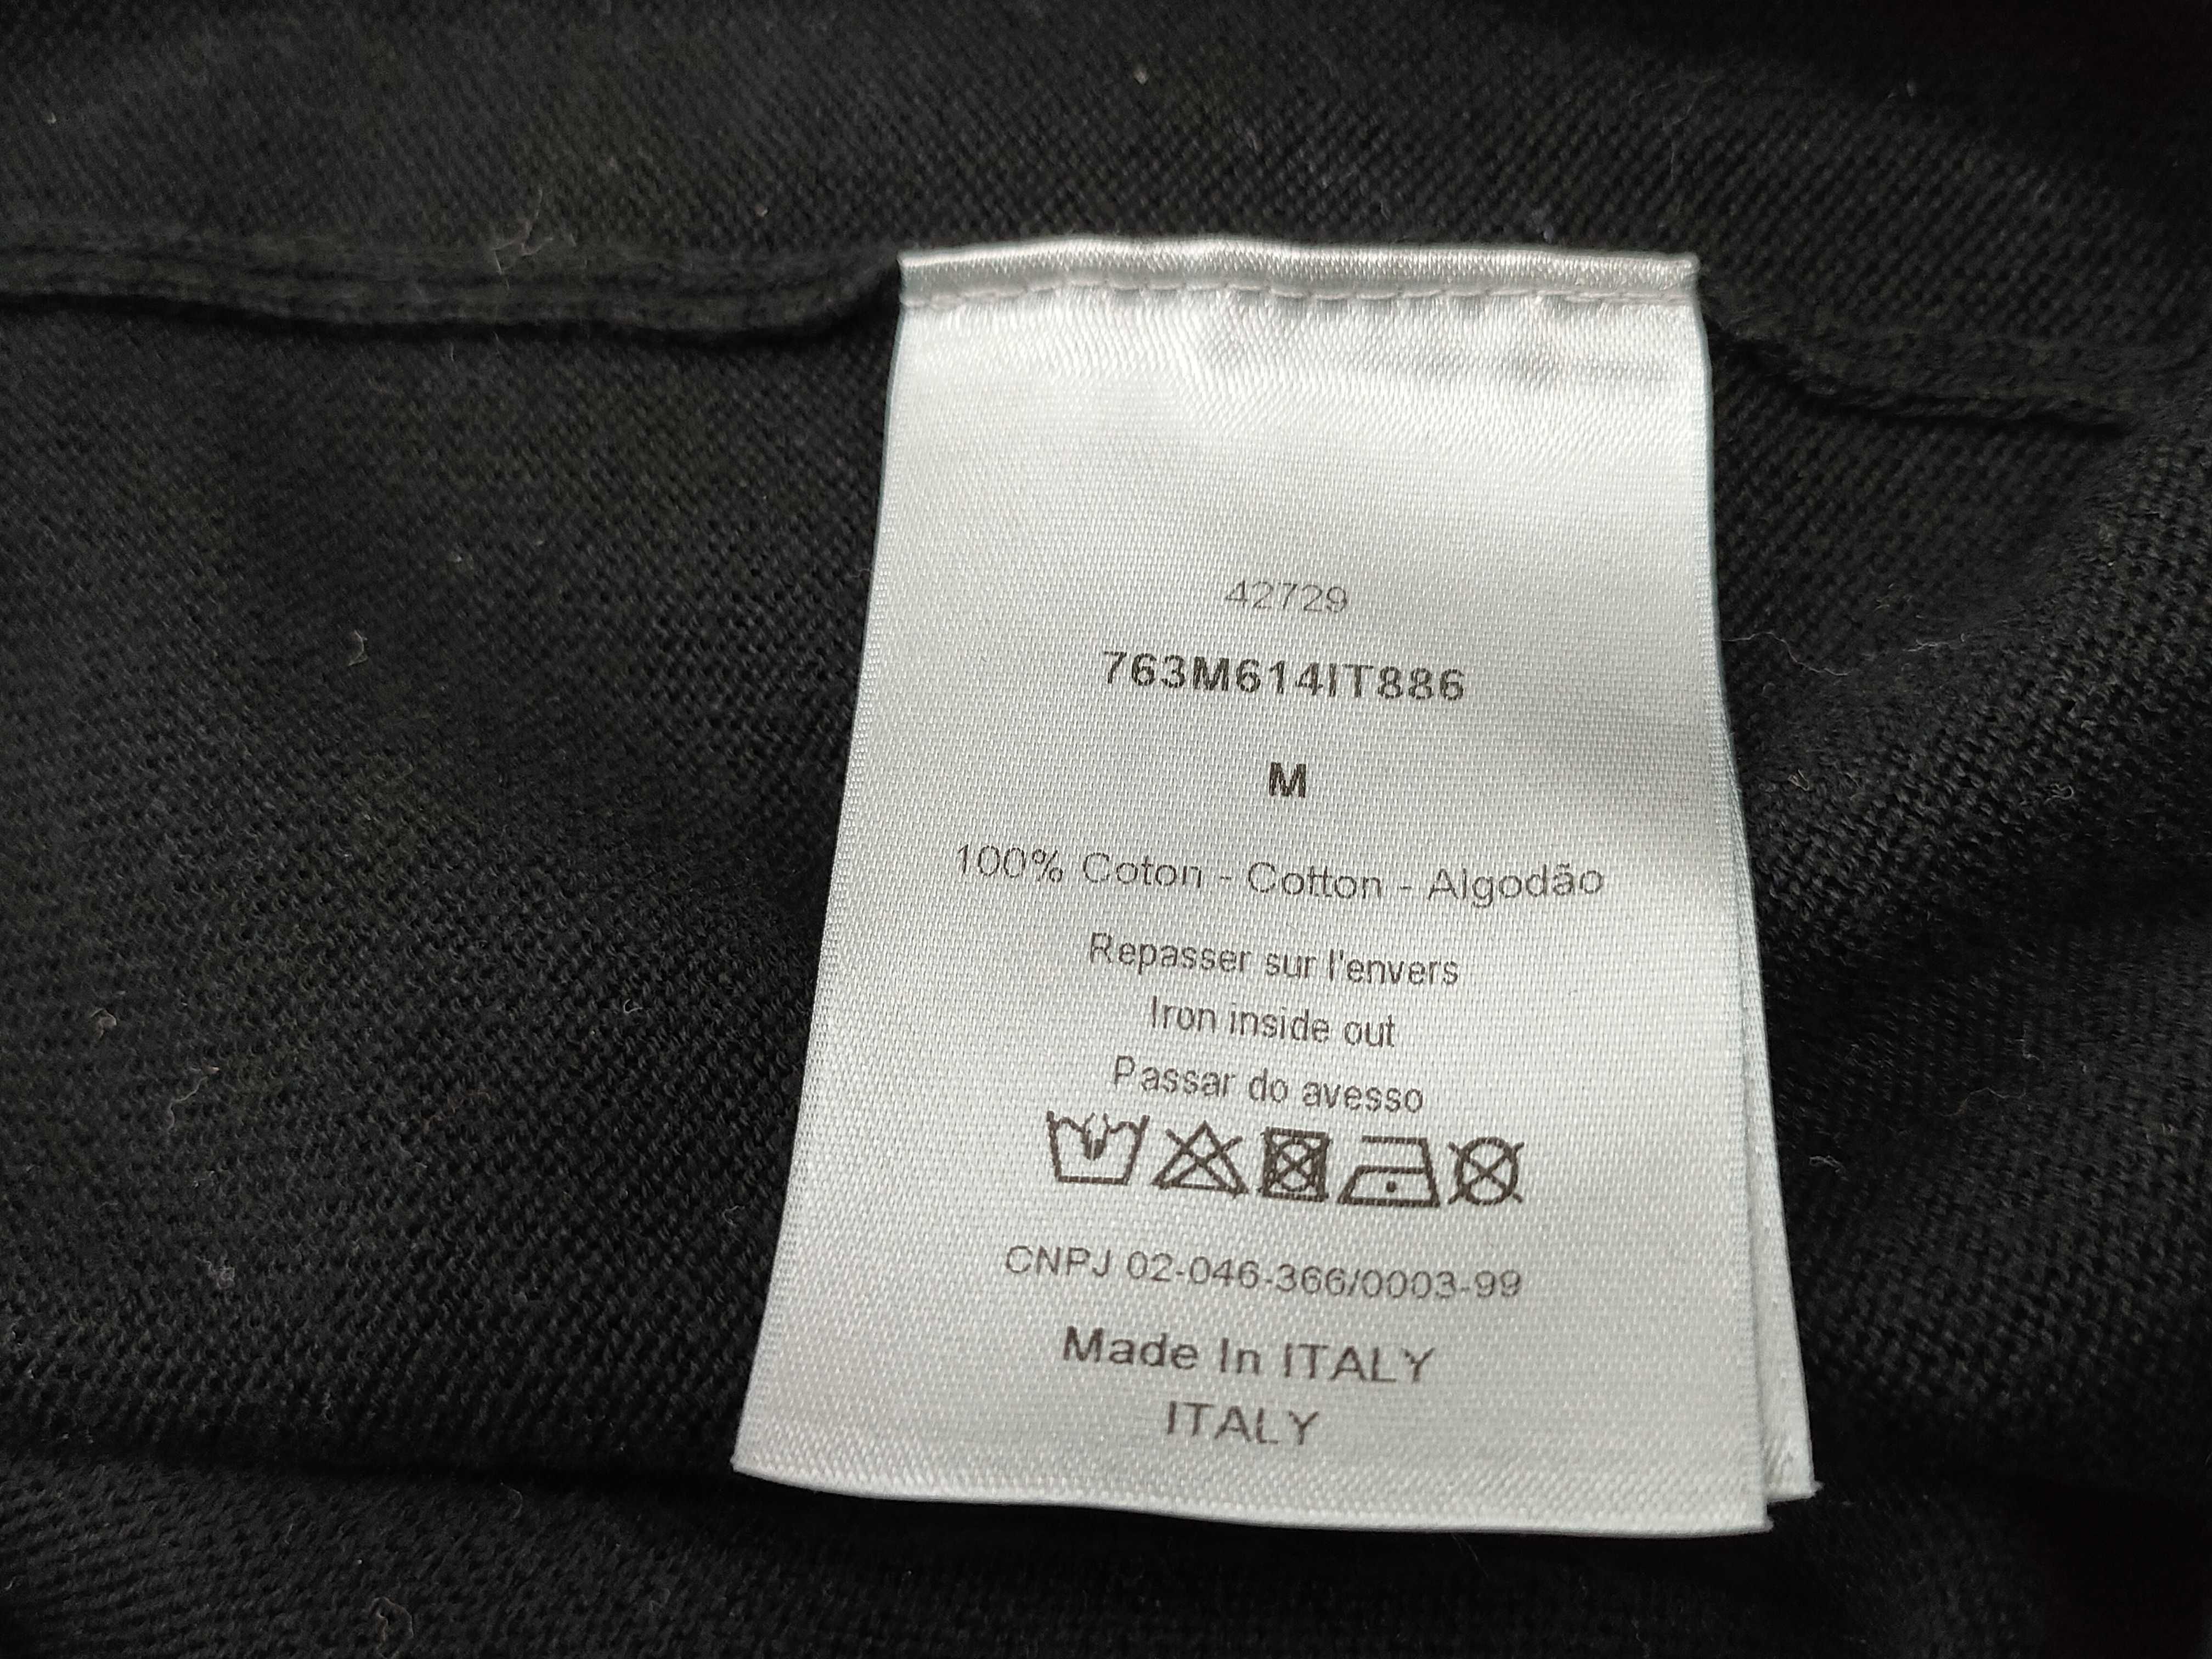 42729
763M614IT886
M
100% Coton - Cotton - Algodão
Repasser sur l'envers
Iron inside out
Passar do avesso
CNPJ 02-046-366/0003-99
Made In ITALY
ITALY